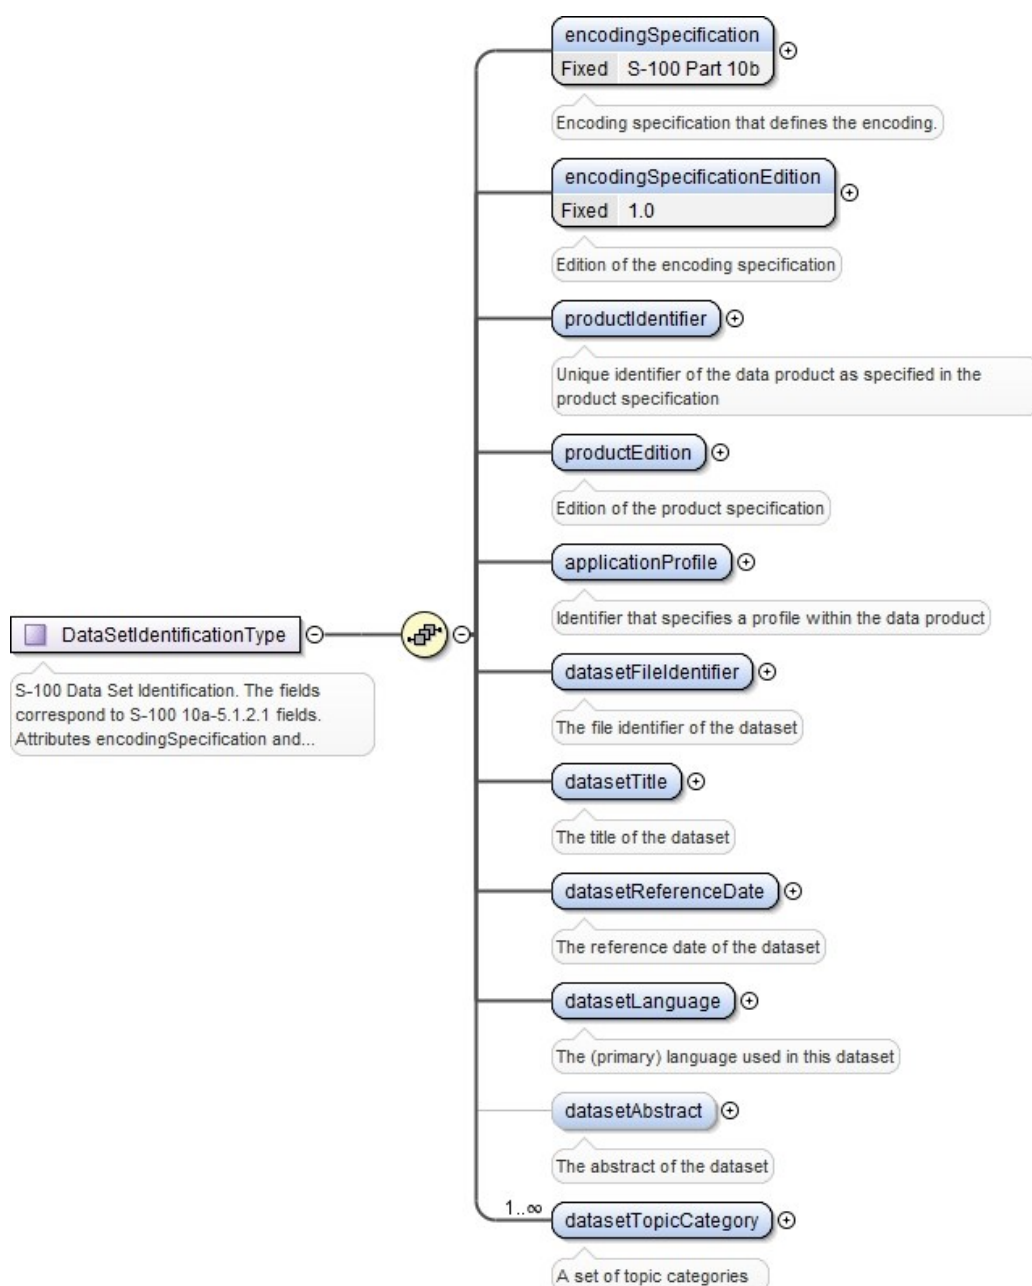 encodingSpecification
Fixed S-100 Part 10b
Encoding specification that defines the encoding.
encodingSpecificationEdition
Fixed 1.0
Edition of the encoding specification
productIdentifier
Unique identifier of the data product as specified in the
product specification
productEdition
Edition of the product specification
applicationProfile
Identifier that specifies a profile within the data product
DataSetIdentificationType
S-100 Data Set Identification. The fields
correspond to S-100 10a-5.1.2.1 fields.
Attributes encodingSpecification and...
datasetFileIdentifier
The file identifier of the dataset
datasetTitle
The title of the dataset
datasetReferenceDate
The reference date of the dataset
datasetLanguage
The (primary) language used in this dataset
datasetAbstract
The abstract of the dataset
1..∞
datasetTopicCategory
A set of topic categories